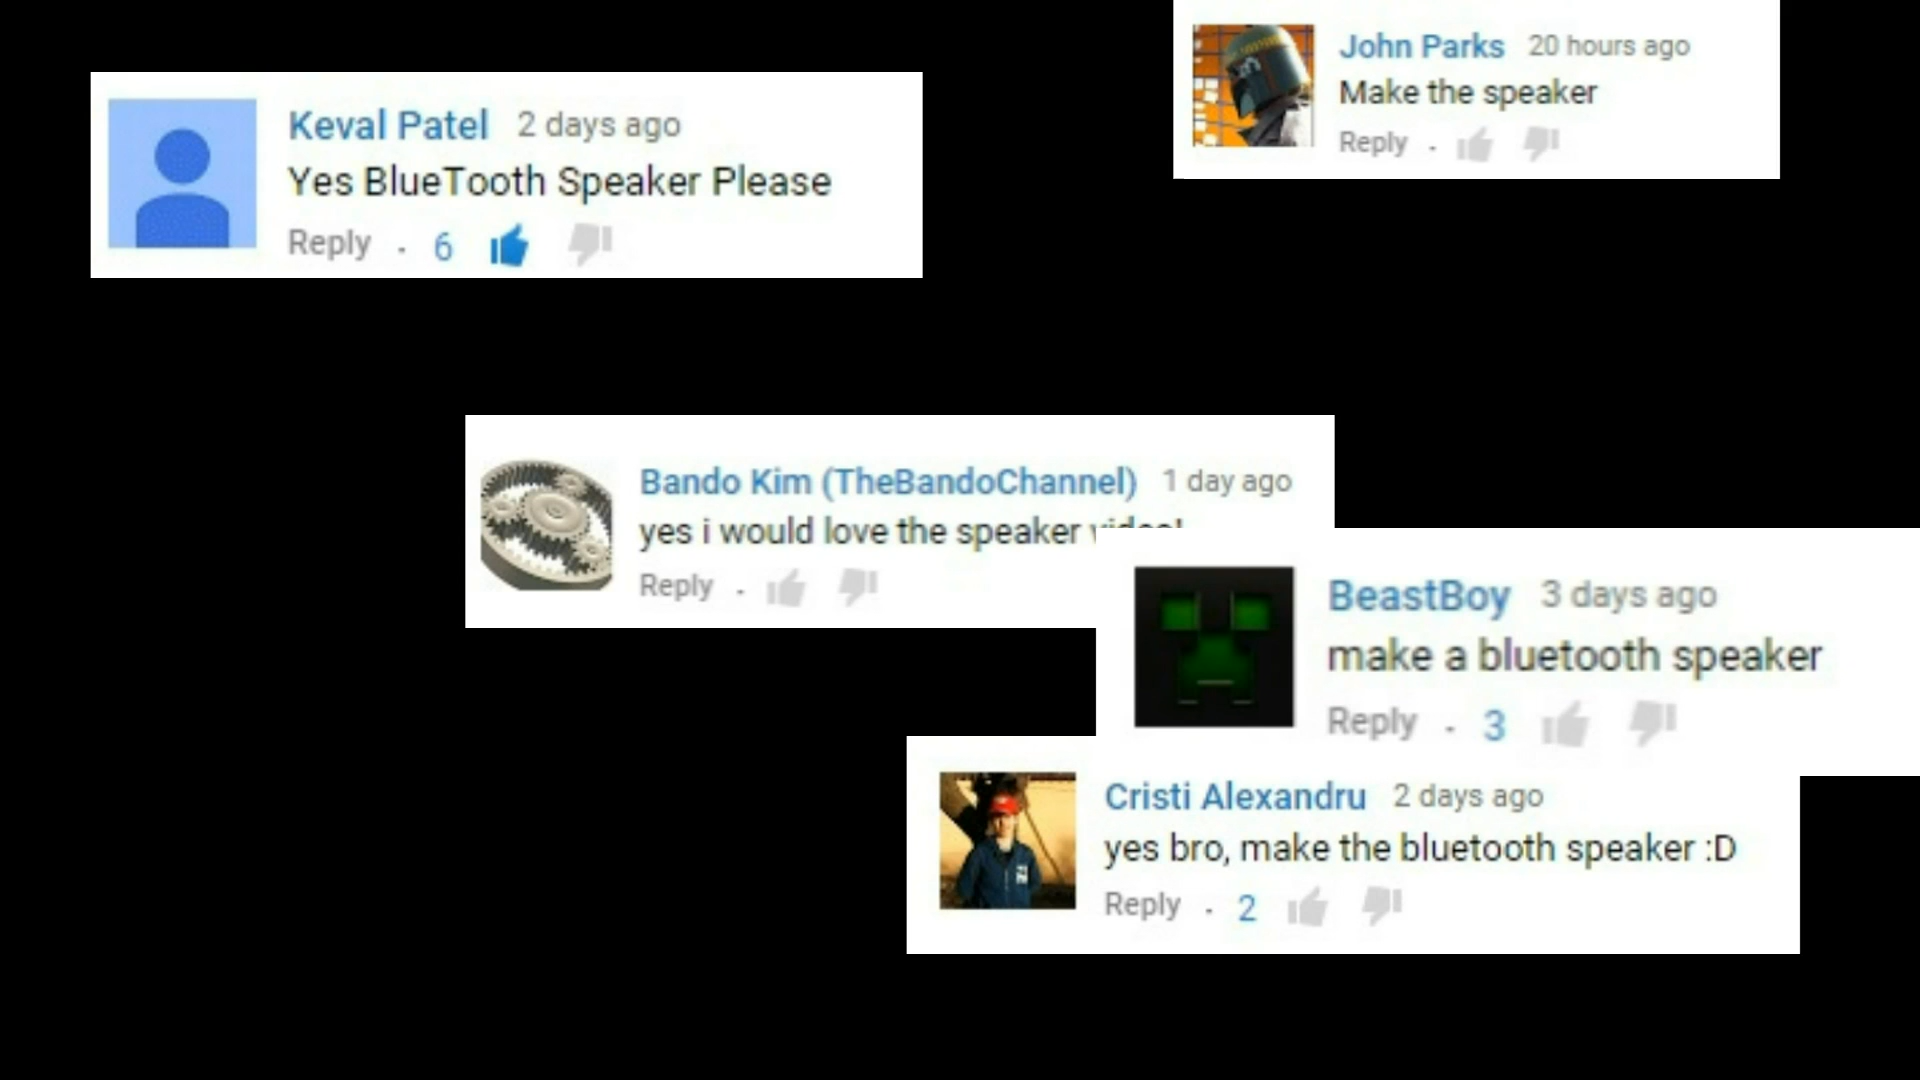 Keval Patel 2 days ago
Yes BlueTooth Speaker Please
Reply . 6
John Parks 20 hours ago
Make the speaker
Reply .
Bando Kim (TheBandoChannel) 1 day ago
yes i would love the speaker video!
Reply .
BeastBoy 3 days ago
make a bluetooth speaker
Reply . 3
Cristi Alexandru 2 days ago
yes bro, make the bluetooth speaker :D
Reply . 2